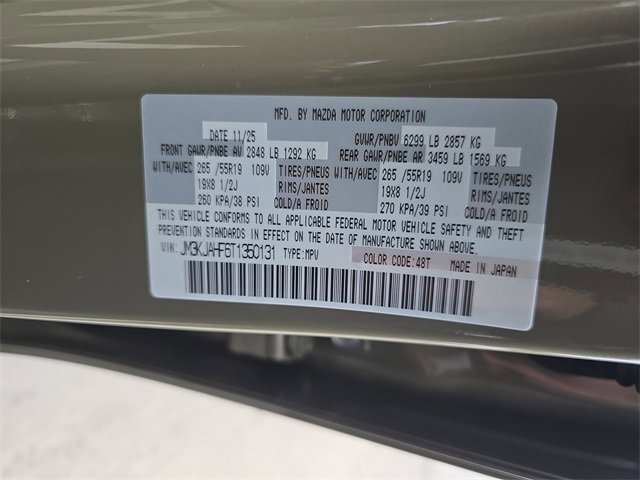 MFD. BY MAZDA MOTOR CORPORATION
DATE 11/25 GVWR/PNBV 6299 LB 2857 KG
FRONT GAWR/PNBE AV 2848 LB 1292 KG REAR GAWR/PNBE AR 3459 LB 1569 KG
WITH/AVEC 265 /55R19 109V TIRES/PNEUS WITH/AVEC 265 /55R19 109V TIRES/PNEUS
19X8 1/2J RIMS/JANTES 19X8 1/2J RIMS/JANTES
260 KPA/38 PSI COLD/A FROID 270 KPA/39 PSI COLD/A FROID
THIS VEHICLE CONFORMS TO ALL APPLICABLE FEDERAL MOTOR VEHICLE SAFETY AND THEFT
PREVENTION STANDARDS IN EFFECT ON THE DATE OF MANUFACTURE SHOWN ABOVE.
JM3KJAHF6T1350131 TYPE:MPV COLOR CODE:48T MADE IN JAPAN